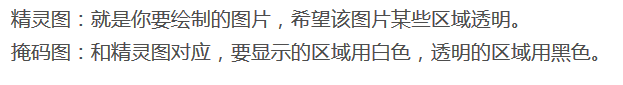 精灵图：就是你要绘制的图片，希望该图片某些区域透明。
掩码图：和精灵图对应，要显示的区域用白色，透明的区域用黑色。